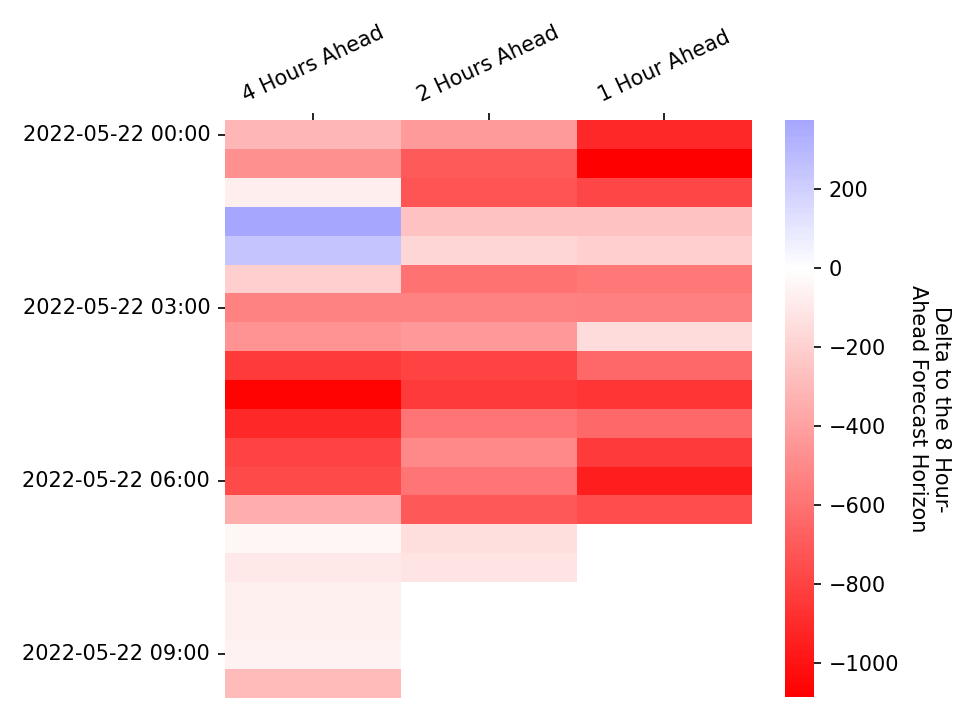 4 Hours Ahead
2 Hours Ahead
1 Hour Ahead
2022-05-22 00:00
2022-05-22 03:00
2022-05-22 06:00
2022-05-22 09:00
200
0
−200
−400
−600
−800
−1000
Delta to the 8 Hour-
Ahead Forecast Horizon